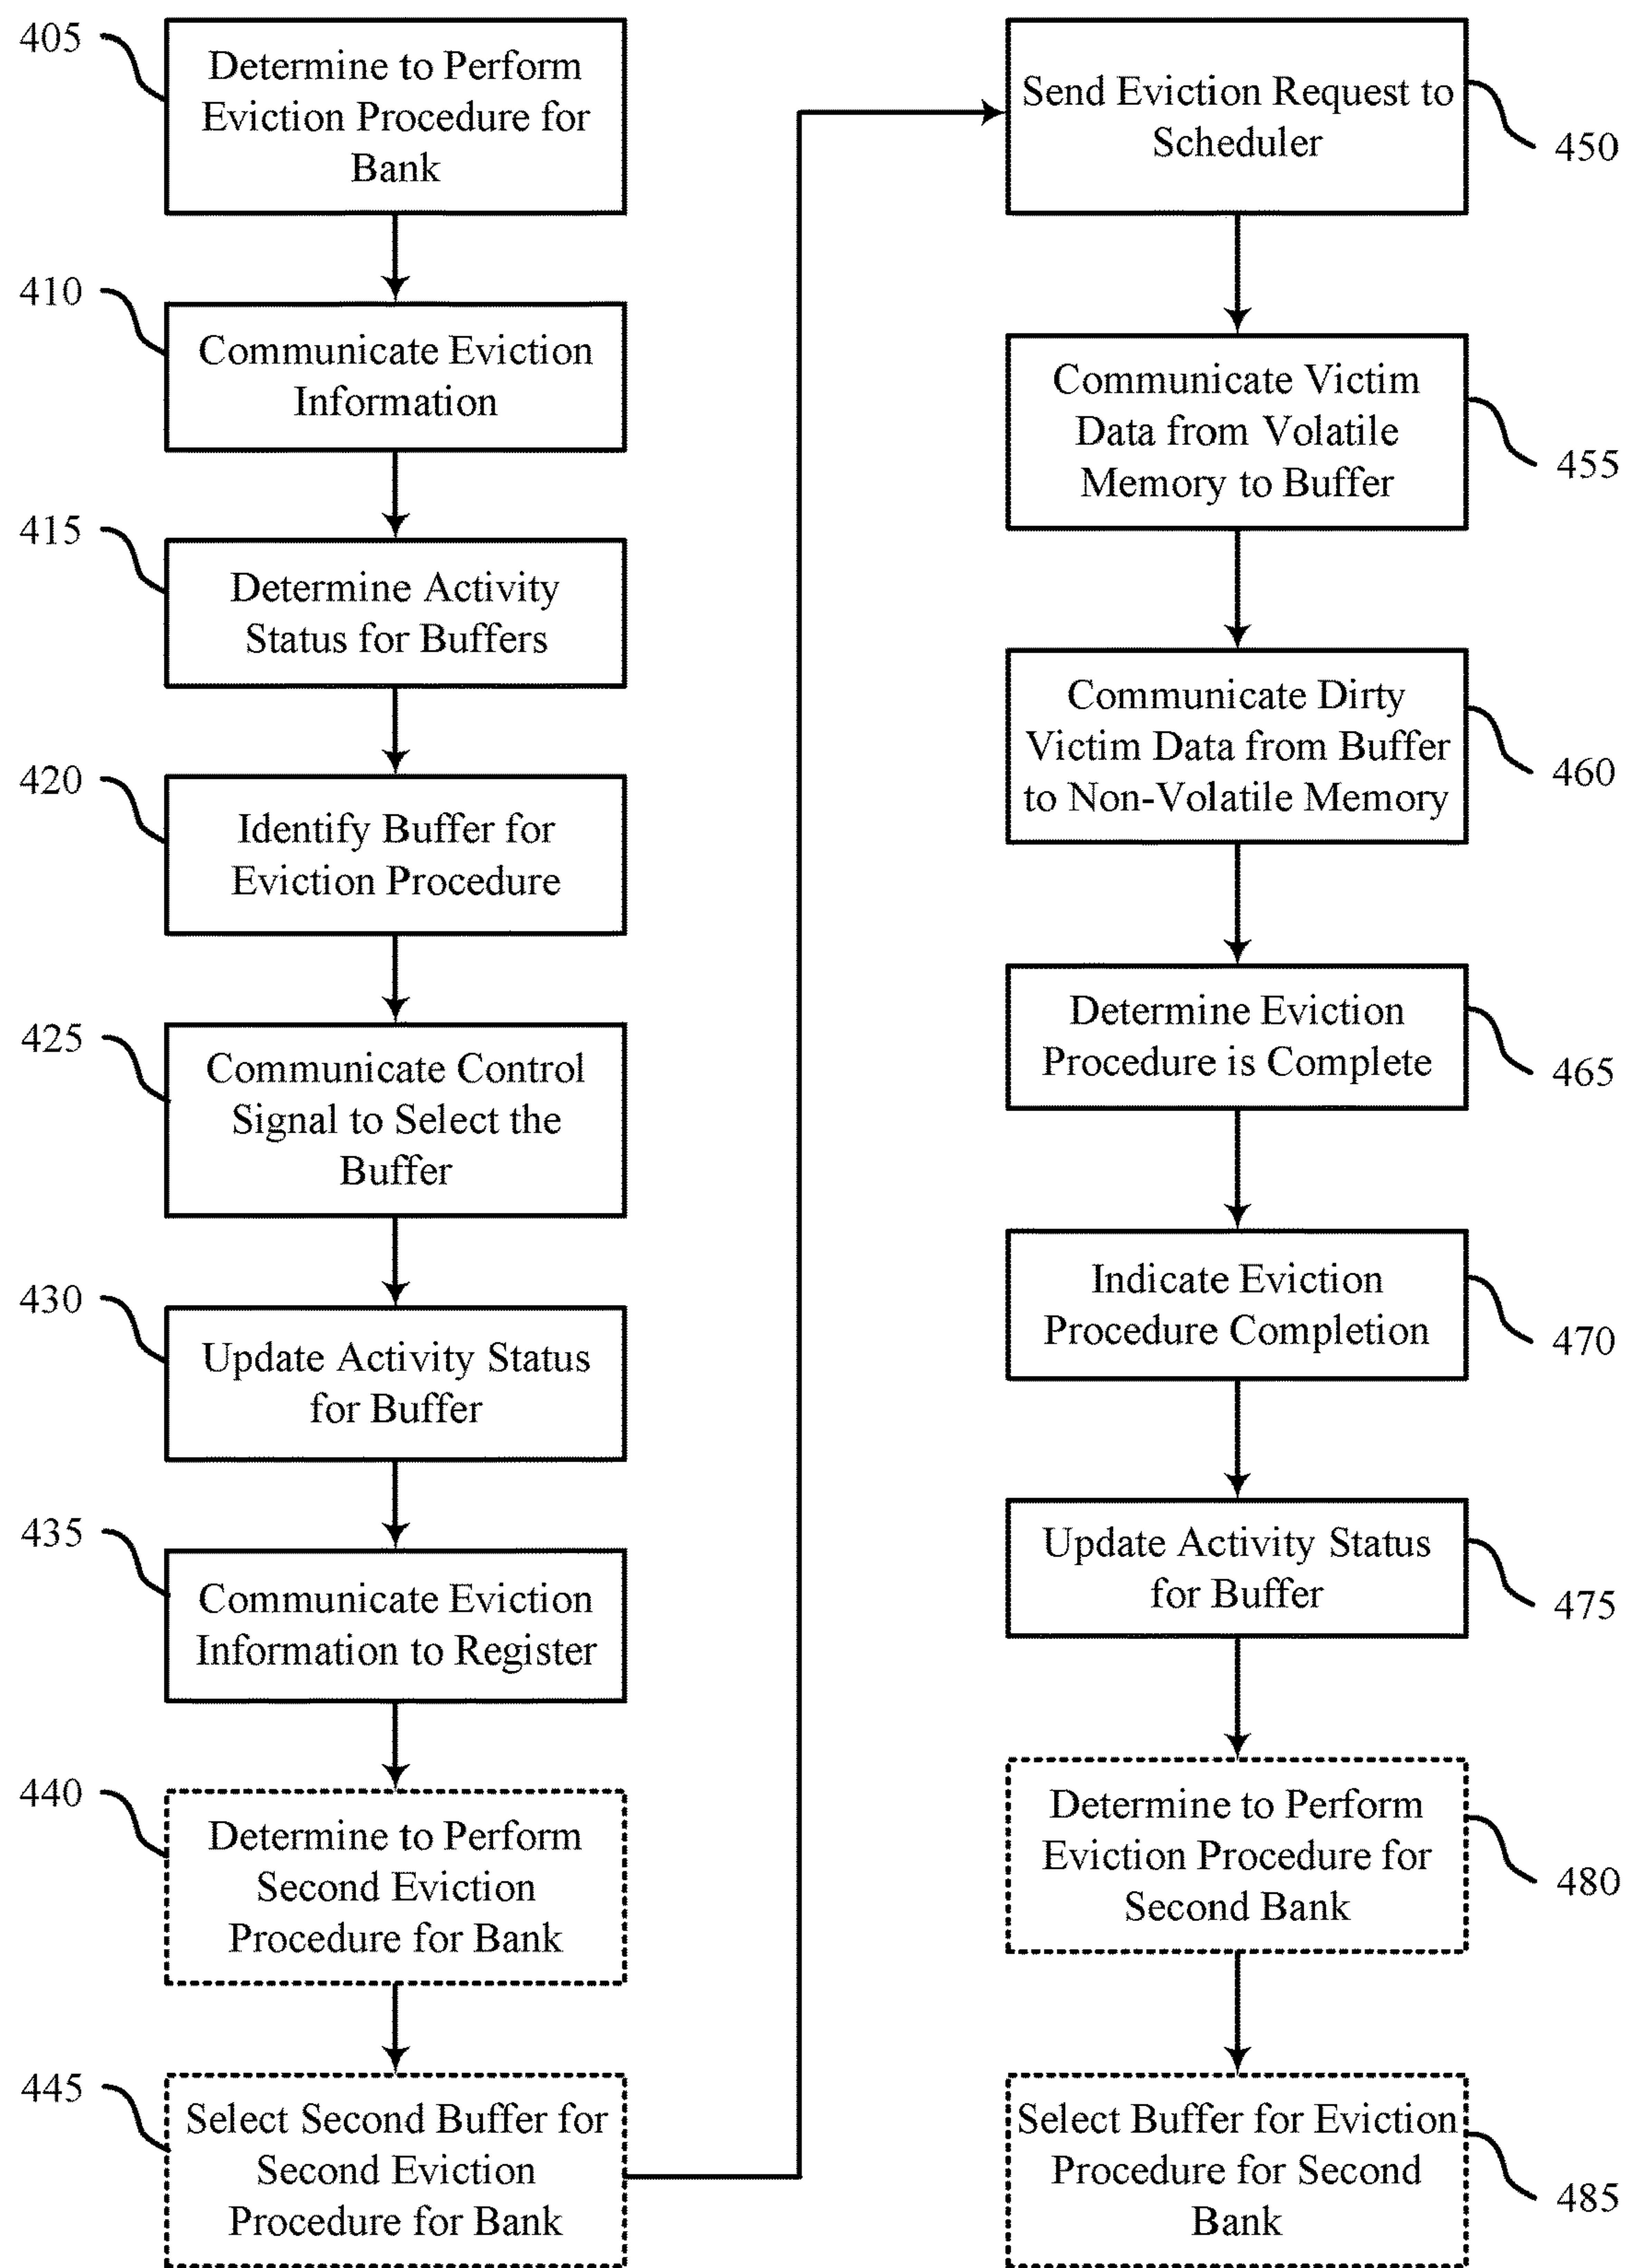 405
Determine to Perform
Eviction Procedure for
Bank
410
Communicate Eviction
Information
415
Determine Activity
Status for Buffers
420
Identify Buffer for
Eviction Procedure
425
Communicate Control
Signal to Select the
Buffer
430
Update Activity Status
for Buffer
435
Communicate Eviction
Information to Register
440
Determine to Perform
Second Eviction
Procedure for Bank
445
Select Second Buffer for
Second Eviction
Procedure for Bank
Send Eviction Request to
Scheduler
450
Communicate Victim
Data from Volatile
Memory to Buffer
455
Communicate Dirty
Victim Data from Buffer
to Non-Volatile Memory
460
Determine Eviction
Procedure is Complete
465
Indicate Eviction
Procedure Completion
470
Update Activity Status
for Buffer
475
Determine to Perform
Eviction Procedure for
Second Bank
480
Select Buffer for Eviction
Procedure for Second
Bank
485